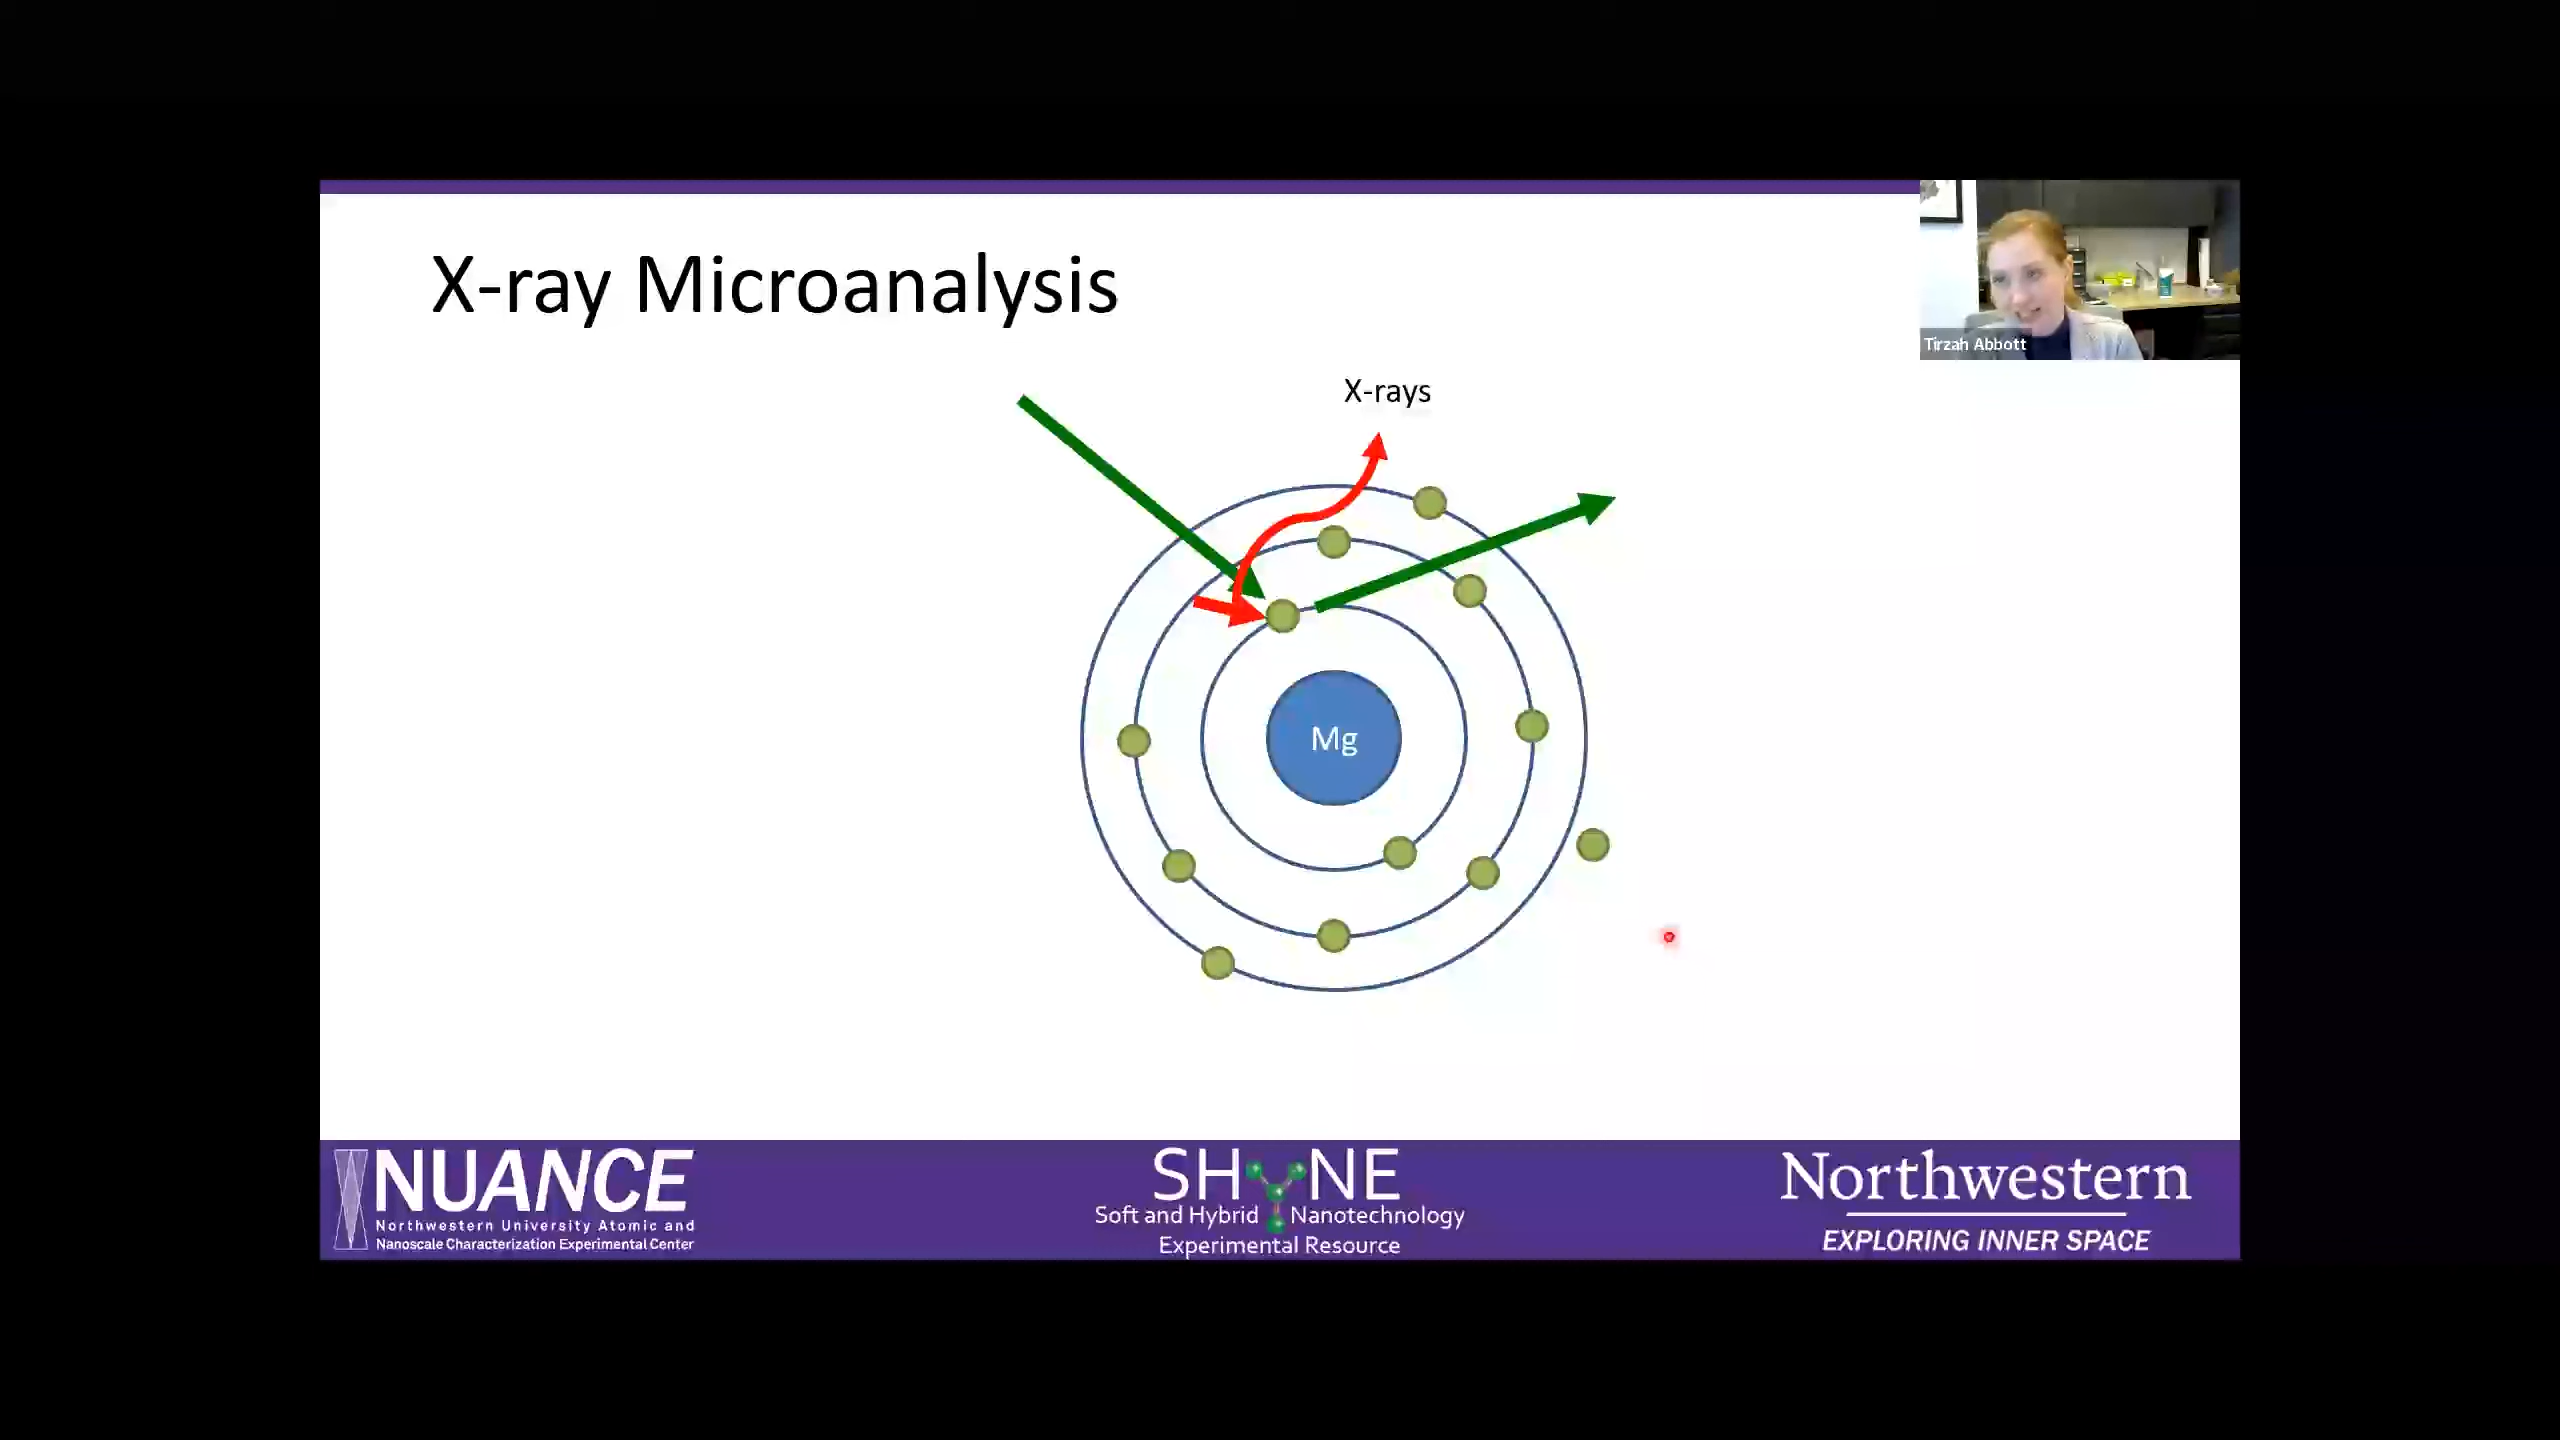 X-ray Microanalysis
Tirzah Abbott
X-rays
Mg
NUANCE
Northwestern University Atomic and
Nanoscale Characterization Experimental Center
SHYNE
Soft and Hybrid Nanotechnology
Experimental Resource
Northwestern
EXPLORING INNER SPACE